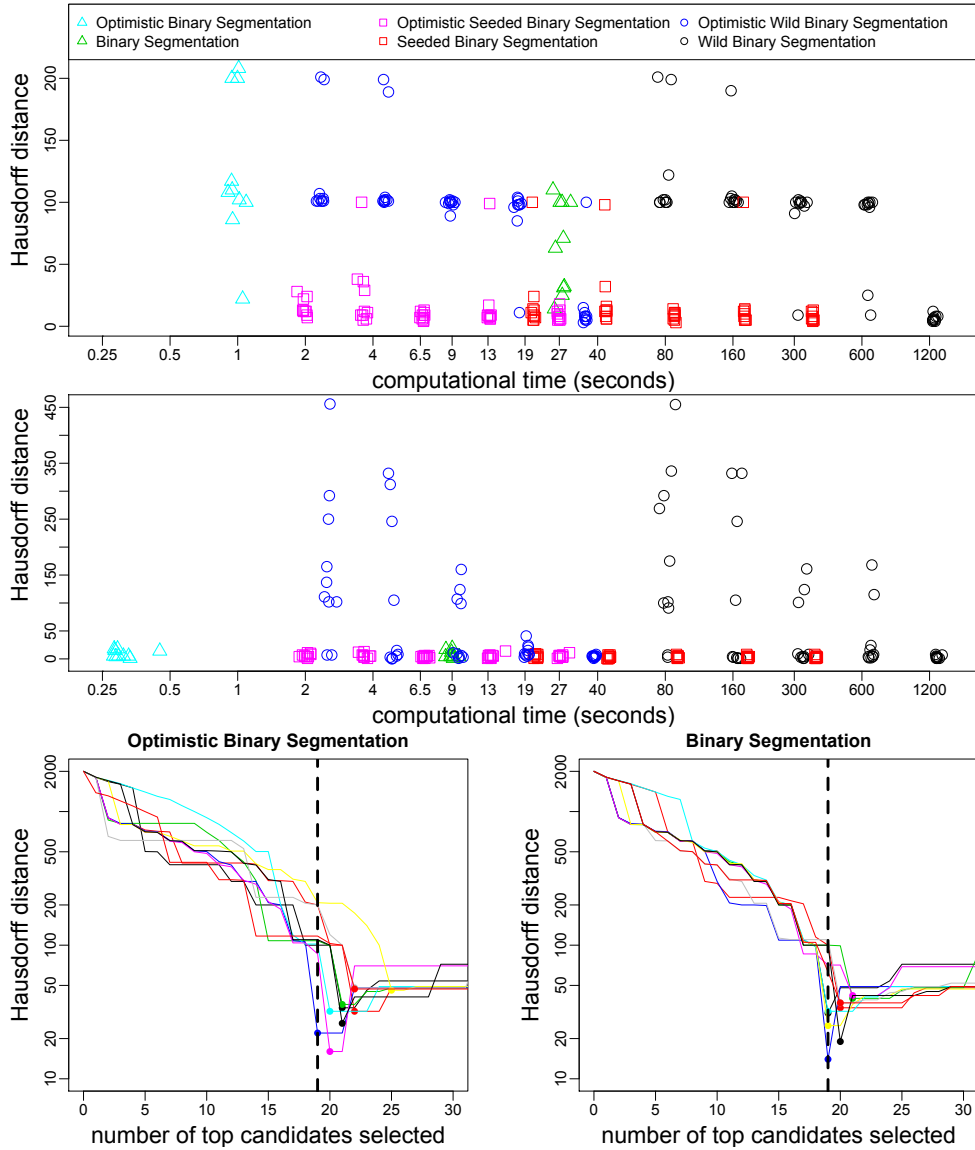 Optimistic Binary Segmentation Optimistic Seeded Binary Segmentation Optimistic Wild Binary Segmentation
Binary Segmentation Seeded Binary Segmentation Wild Binary Segmentation
Hausdorff distance
200
150
100
50
0
0.25 0.5 1 2 4 6.5 9 13 19 27 40 80 160 300 600 1200
computational time (seconds)
Hausdorff distance
450
350
250
150
50
0
0.25 0.5 1 2 4 6.5 9 13 19 27 40 80 160 300 600 1200
computational time (seconds)
Optimistic Binary Segmentation
Hausdorff distance
2000
500
200
100
50
20
10
0 5 10 15 20 25 30
number of top candidates selected
Binary Segmentation
Hausdorff distance
2000
500
200
100
50
20
10
0 5 10 15 20 25 30
number of top candidates selected